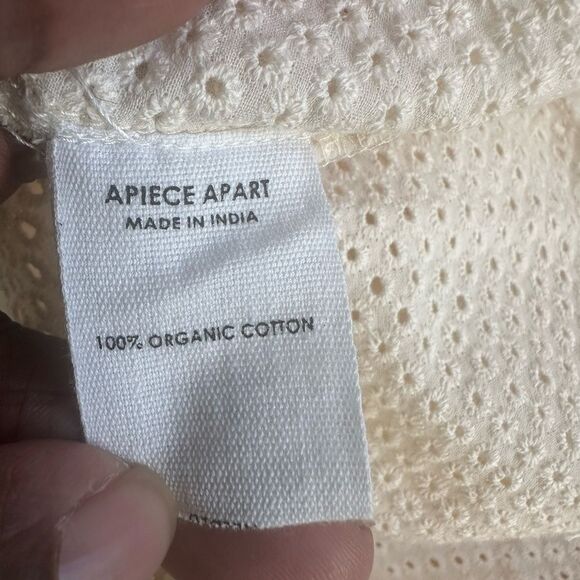 APIECE APART
MADE IN INDIA
100% ORGANIC COTTON